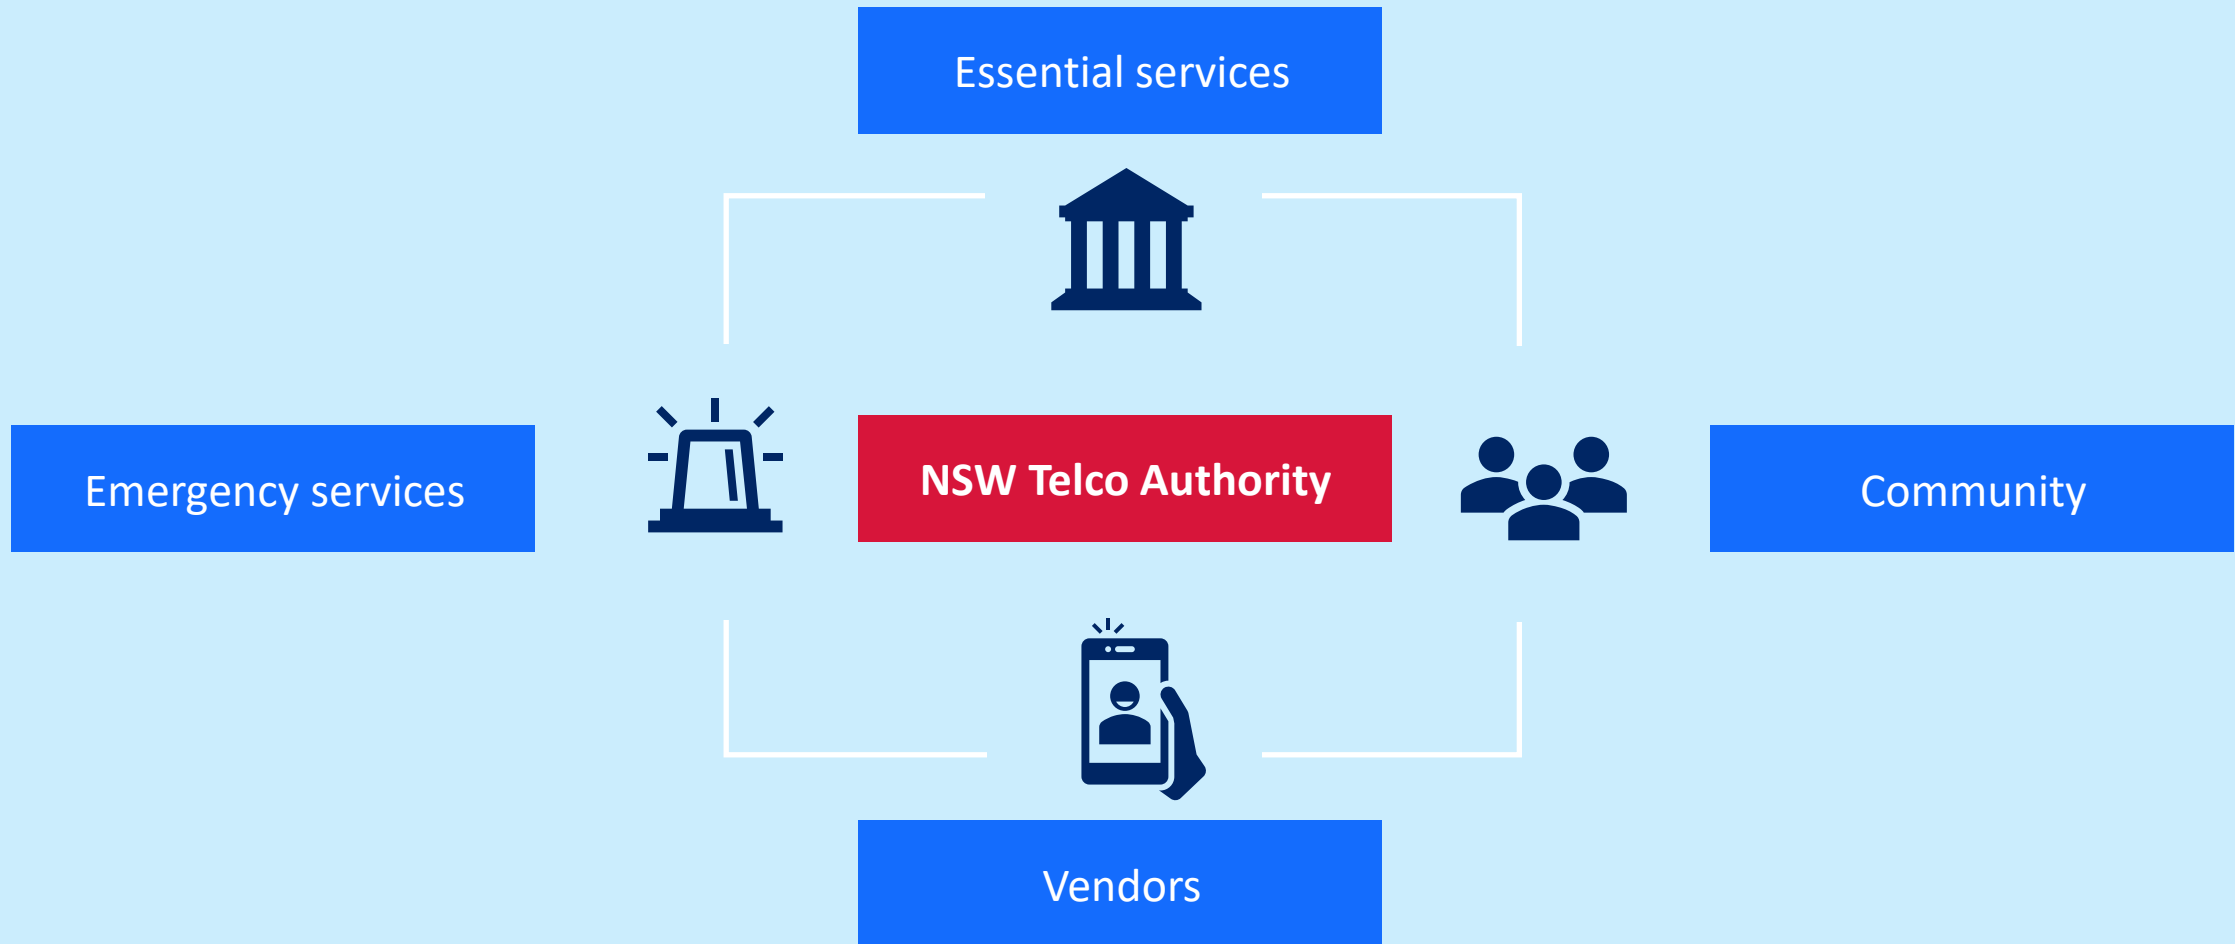 Essential services
Emergency services
NSW Telco Authority
Community
Vendors